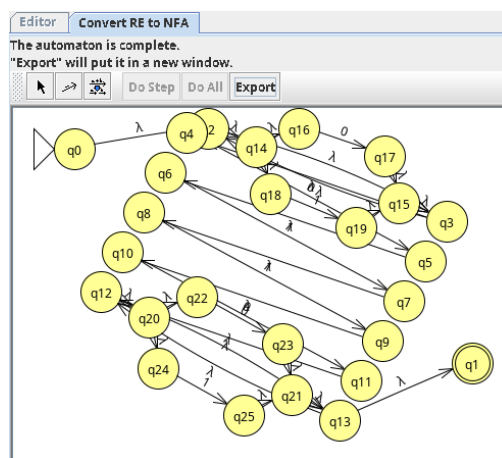 Editor Convert RE to NFA
The automaton is complete.
"Export" will put it in a new window.
Do Step Do All Export
q0 λ q4 2 λ λ q16 0
q14 q17
q6 λ
q18 λ q15 λ q3
q8 q19 λ
q10 q5
q12 λ λ q22 q7
q20 q23 q9
q24 λ q11 q1
1 q21 λ
q25 λ q13